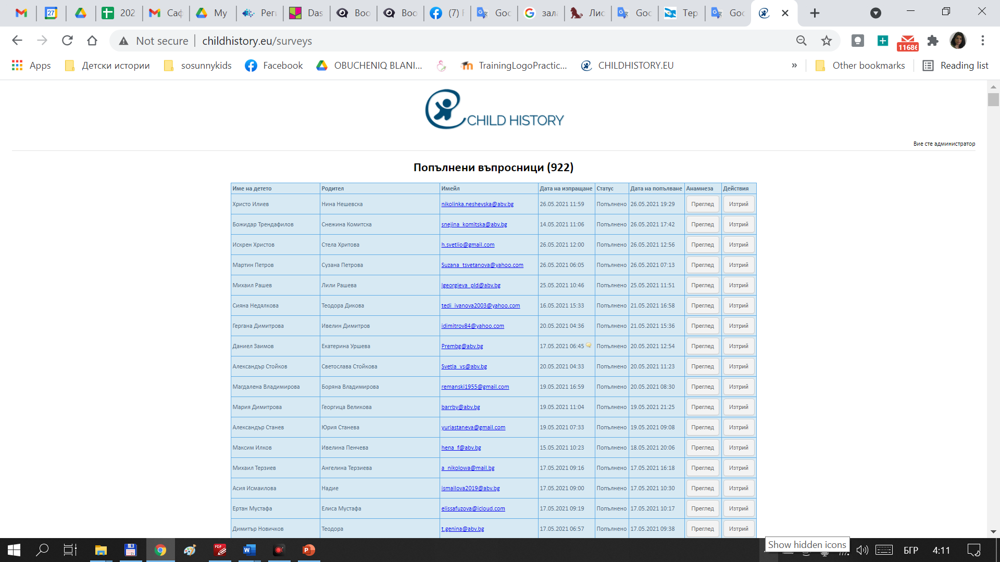 202
Саф
My
Рег
Das
Boo
Boo
(7) F
Goo
зала
Лис
Goo
Тер
Goo
Not secure
childhistory.eu/surveys
11686
Apps
Детски истории
sosunnykids
Facebook
OBUCHENIQ BLANI...
TrainingLogoPractic...
CHILDHISTORY.EU
»
Other bookmarks
Reading list
CHILD HISTORY
Вие сте администратор
Попълнени въпросници (922)
Име на детето Родител Имейл Дата на изпращане Статус Дата на попълване Анамнеза Действия
Христо Илиев Нина Нешевска nikolinka.neshevska@abv.bg 26.05.2021 11:59 Попълнено 26.05.2021 19:29 Преглед Изтрий
Божидар Трендафилов Снежина Комитска snejina_komitska@abv.bg 14.05.2021 11:06 Попълнено 26.05.2021 17:42 Преглед Изтрий
Искрен Христов Стела Хритова h.svetlio@gmail.com 26.05.2021 12:00 Попълнено 26.05.2021 12:56 Преглед Изтрий
Мартин Петров Сузана Петрова Suzana_tsvetanova@yahoo.com 26.05.2021 06:05 Попълнено 26.05.2021 07:13 Преглед Изтрий
Михаил Рашев Лили Рашева lgeorgieva_pld@abv.bg 25.05.2021 10:46 Попълнено 25.05.2021 11:51 Преглед Изтрий
Сияна Недялкова Теодора Дикова tedi_ivanova2003@yahoo.com 16.05.2021 15:33 Попълнено 21.05.2021 16:58 Преглед Изтрий
Гергана Димитрова Ивелин Димитров idimitrov84@yahoo.com 20.05.2021 04:36 Попълнено 21.05.2021 15:36 Преглед Изтрий
Даниел Заимов Екатерина Уршева Prembg@abv.bg 17.05.2021 06:45 Попълнено 20.05.2021 12:54 Преглед Изтрий
Александър Стойков Светослава Стойкова Svetla_vs@abv.bg 20.05.2021 04:33 Попълнено 20.05.2021 11:23 Преглед Изтрий
Магдалена Владимирова Боряна Владимирова remanski1955@gmail.com 19.05.2021 16:59 Попълнено 20.05.2021 08:30 Преглед Изтрий
Мария Димитрова Георгица Великова barrby@abv.bg 19.05.2021 11:04 Попълнено 19.05.2021 21:25 Преглед Изтрий
Александър Станев Юрия Станева yuriastaneva@gmail.com 19.05.2021 07:33 Попълнено 19.05.2021 09:08 Преглед Изтрий
Максим Илков Ивелина Пенчева hena_f@abv.bg 15.05.2021 10:23 Попълнено 18.05.2021 20:06 Преглед Изтрий
Михаил Терзиев Ангелина Терзиева a_nikolowa@mail.bg 17.05.2021 09:16 Попълнено 17.05.2021 16:18 Преглед Изтрий
Асия Исмаилова Надие ismailova2019@abv.bg 17.05.2021 09:00 Попълнено 17.05.2021 10:30 Преглед Изтрий
Ертан Мустафа Елиса Мустафа elissafuzova@icloud.com 17.05.2021 09:19 Попълнено 17.05.2021 10:17 Преглед Изтрий
Димитър Новичков Теодора t.genina@abv.bg 17.05.2021 06:57 Попълнено 17.05.2021 09:38 Преглед Изтрий
Show hidden icons
БГР
4:11